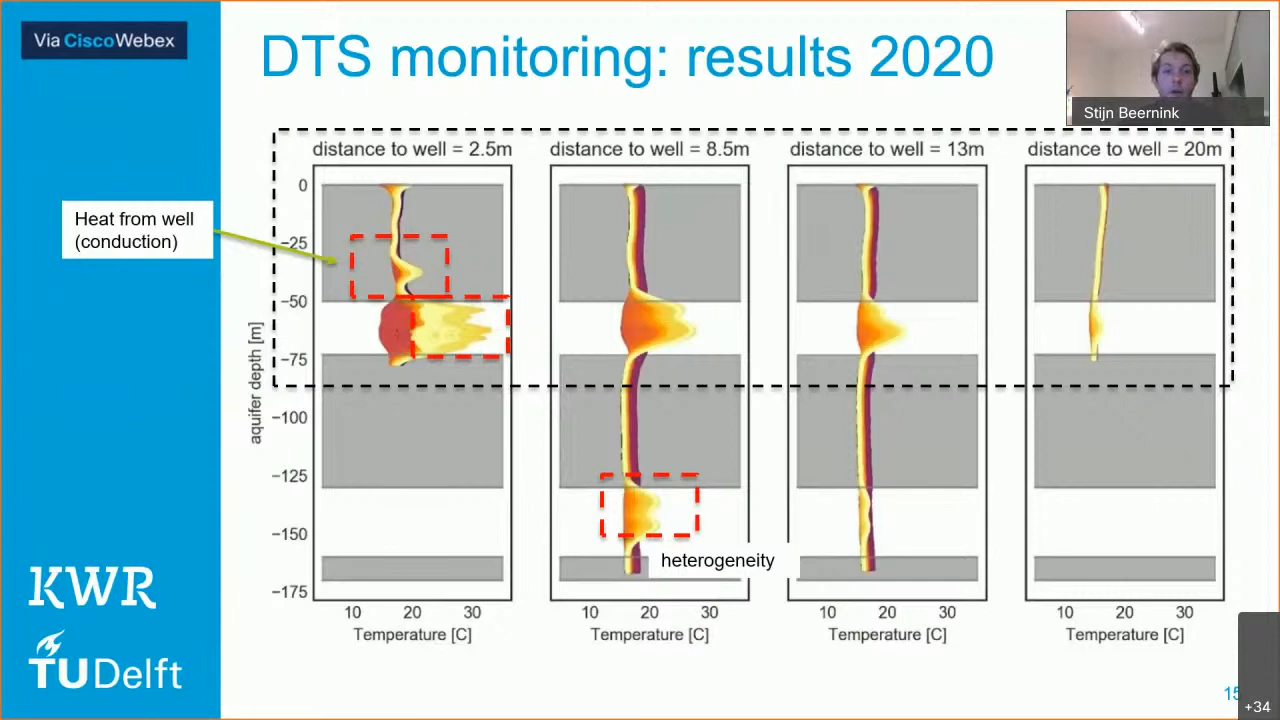 Via CiscoWebex
DTS monitoring: results 2020
Stijn Beernink
distance to well = 2.5m
distance to well = 8.5m
distance to well = 13m
distance to well = 20m
Heat from well
(conduction)
0
−25
−50
−75
−100
−125
−150
−175
aquifer depth [m]
heterogeneity
10 20 30
10 20 30
10 20 30
10 20 30
Temperature [C]
Temperature [C]
Temperature [C]
Temperature [C]
KWR
TUDelft
15
+34